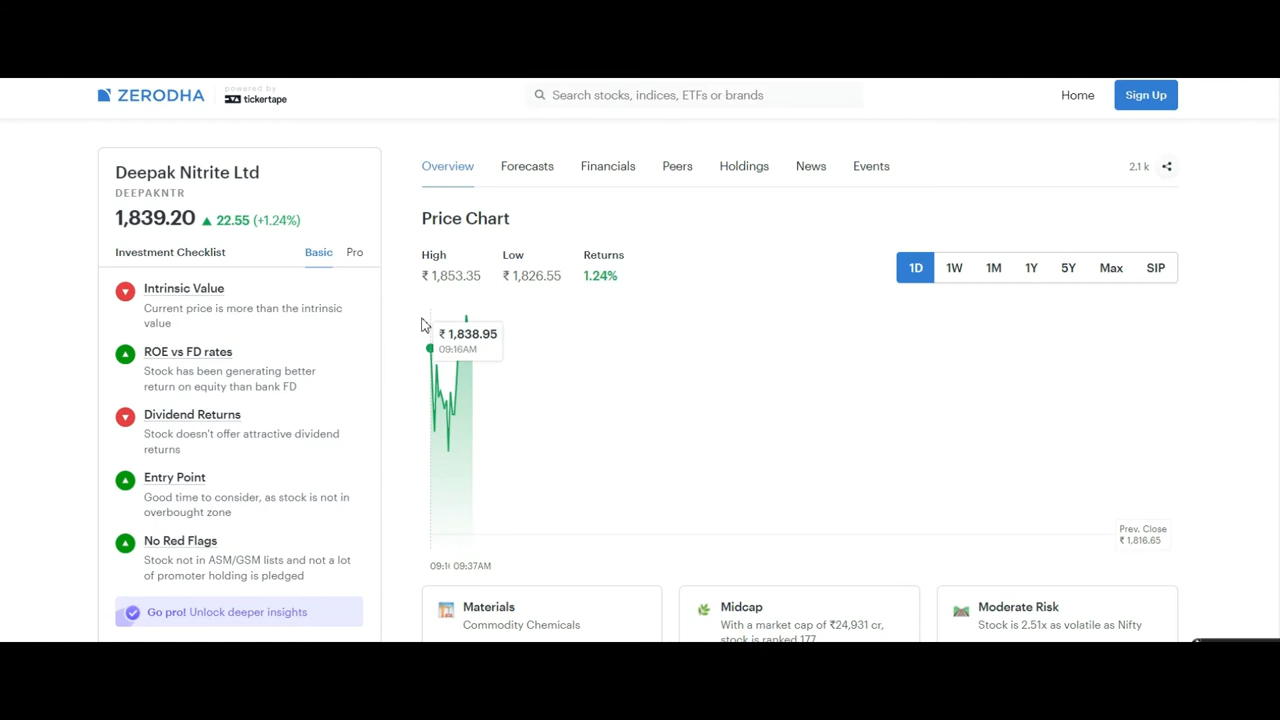 ZERODHA
powered by
tickertape
Search stocks, indices, ETFs or brands
Home
Sign Up
Deepak Nitrite Ltd
DEEPAKNTR
1,839.20 ▲ 22.55 (+1.24%)
Investment Checklist
Basic
Pro
Intrinsic Value
Current price is more than the intrinsic
value
ROE vs FD rates
Stock has been generating better
return on equity than bank FD
Dividend Returns
Stock doesn't offer attractive dividend
returns
Entry Point
Good time to consider, as stock is not in
overbought zone
No Red Flags
Stock not in ASM/GSM lists and not a lot
of promoter holding is pledged
Go pro! Unlock deeper insights
Overview
Forecasts
Financials
Peers
Holdings
News
Events
2.1 k
Price Chart
High
Low
Returns
₹ 1,853.35
₹ 1,826.55
1.24%
1D
1W
1M
1Y
5Y
Max
SIP
₹ 1,838.95
09:16AM
Prev. Close
₹ 1,816.65
09:37AM
Materials
Commodity Chemicals
Midcap
With a market cap of ₹24,931 cr,
stock is ranked 177
Moderate Risk
Stock is 2.51x as volatile as Nifty